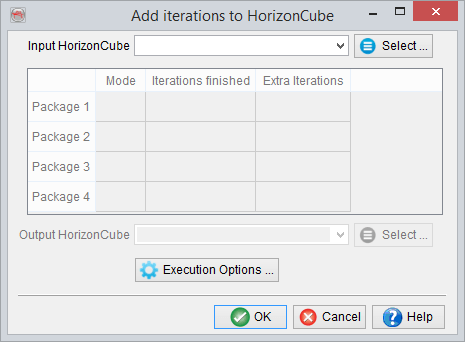 Add iterations to HorizonCube
Input HorizonCube Select ...
Mode Iterations finished Extra Iterations
Package 1
Package 2
Package 3
Package 4
Output HorizonCube Select ...
Execution Options ...
OK Cancel Help